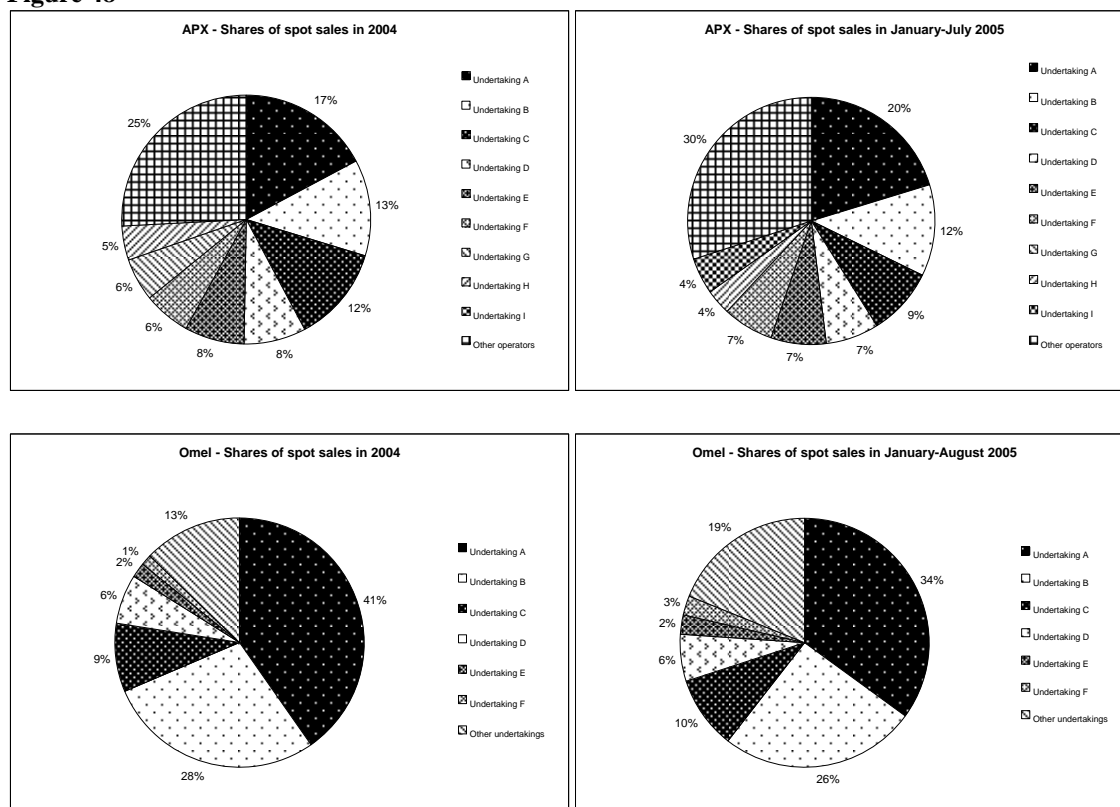 APX - Shares of spot sales in 2004
17%
13%
12%
8%
8%
6%
6%
5%
25%
Undertaking A
Undertaking B
Undertaking C
Undertaking D
Undertaking E
Undertaking F
Undertaking G
Undertaking H
Undertaking I
Other operators
APX - Shares of spot sales in January-July 2005
20%
12%
9%
7%
7%
7%
4%
4%
30%
Undertaking A
Undertaking B
Undertaking C
Undertaking D
Undertaking E
Undertaking F
Undertaking G
Undertaking H
Undertaking I
Other operators
Omel - Shares of spot sales in 2004
41%
28%
9%
6%
2%
1%
13%
Undertaking A
Undertaking B
Undertaking C
Undertaking D
Undertaking E
Undertaking F
Other undertakings
Omel - Shares of spot sales in January-August 2005
34%
26%
10%
6%
2%
3%
19%
Undertaking A
Undertaking B
Undertaking C
Undertaking D
Undertaking E
Undertaking F
Other undertakings